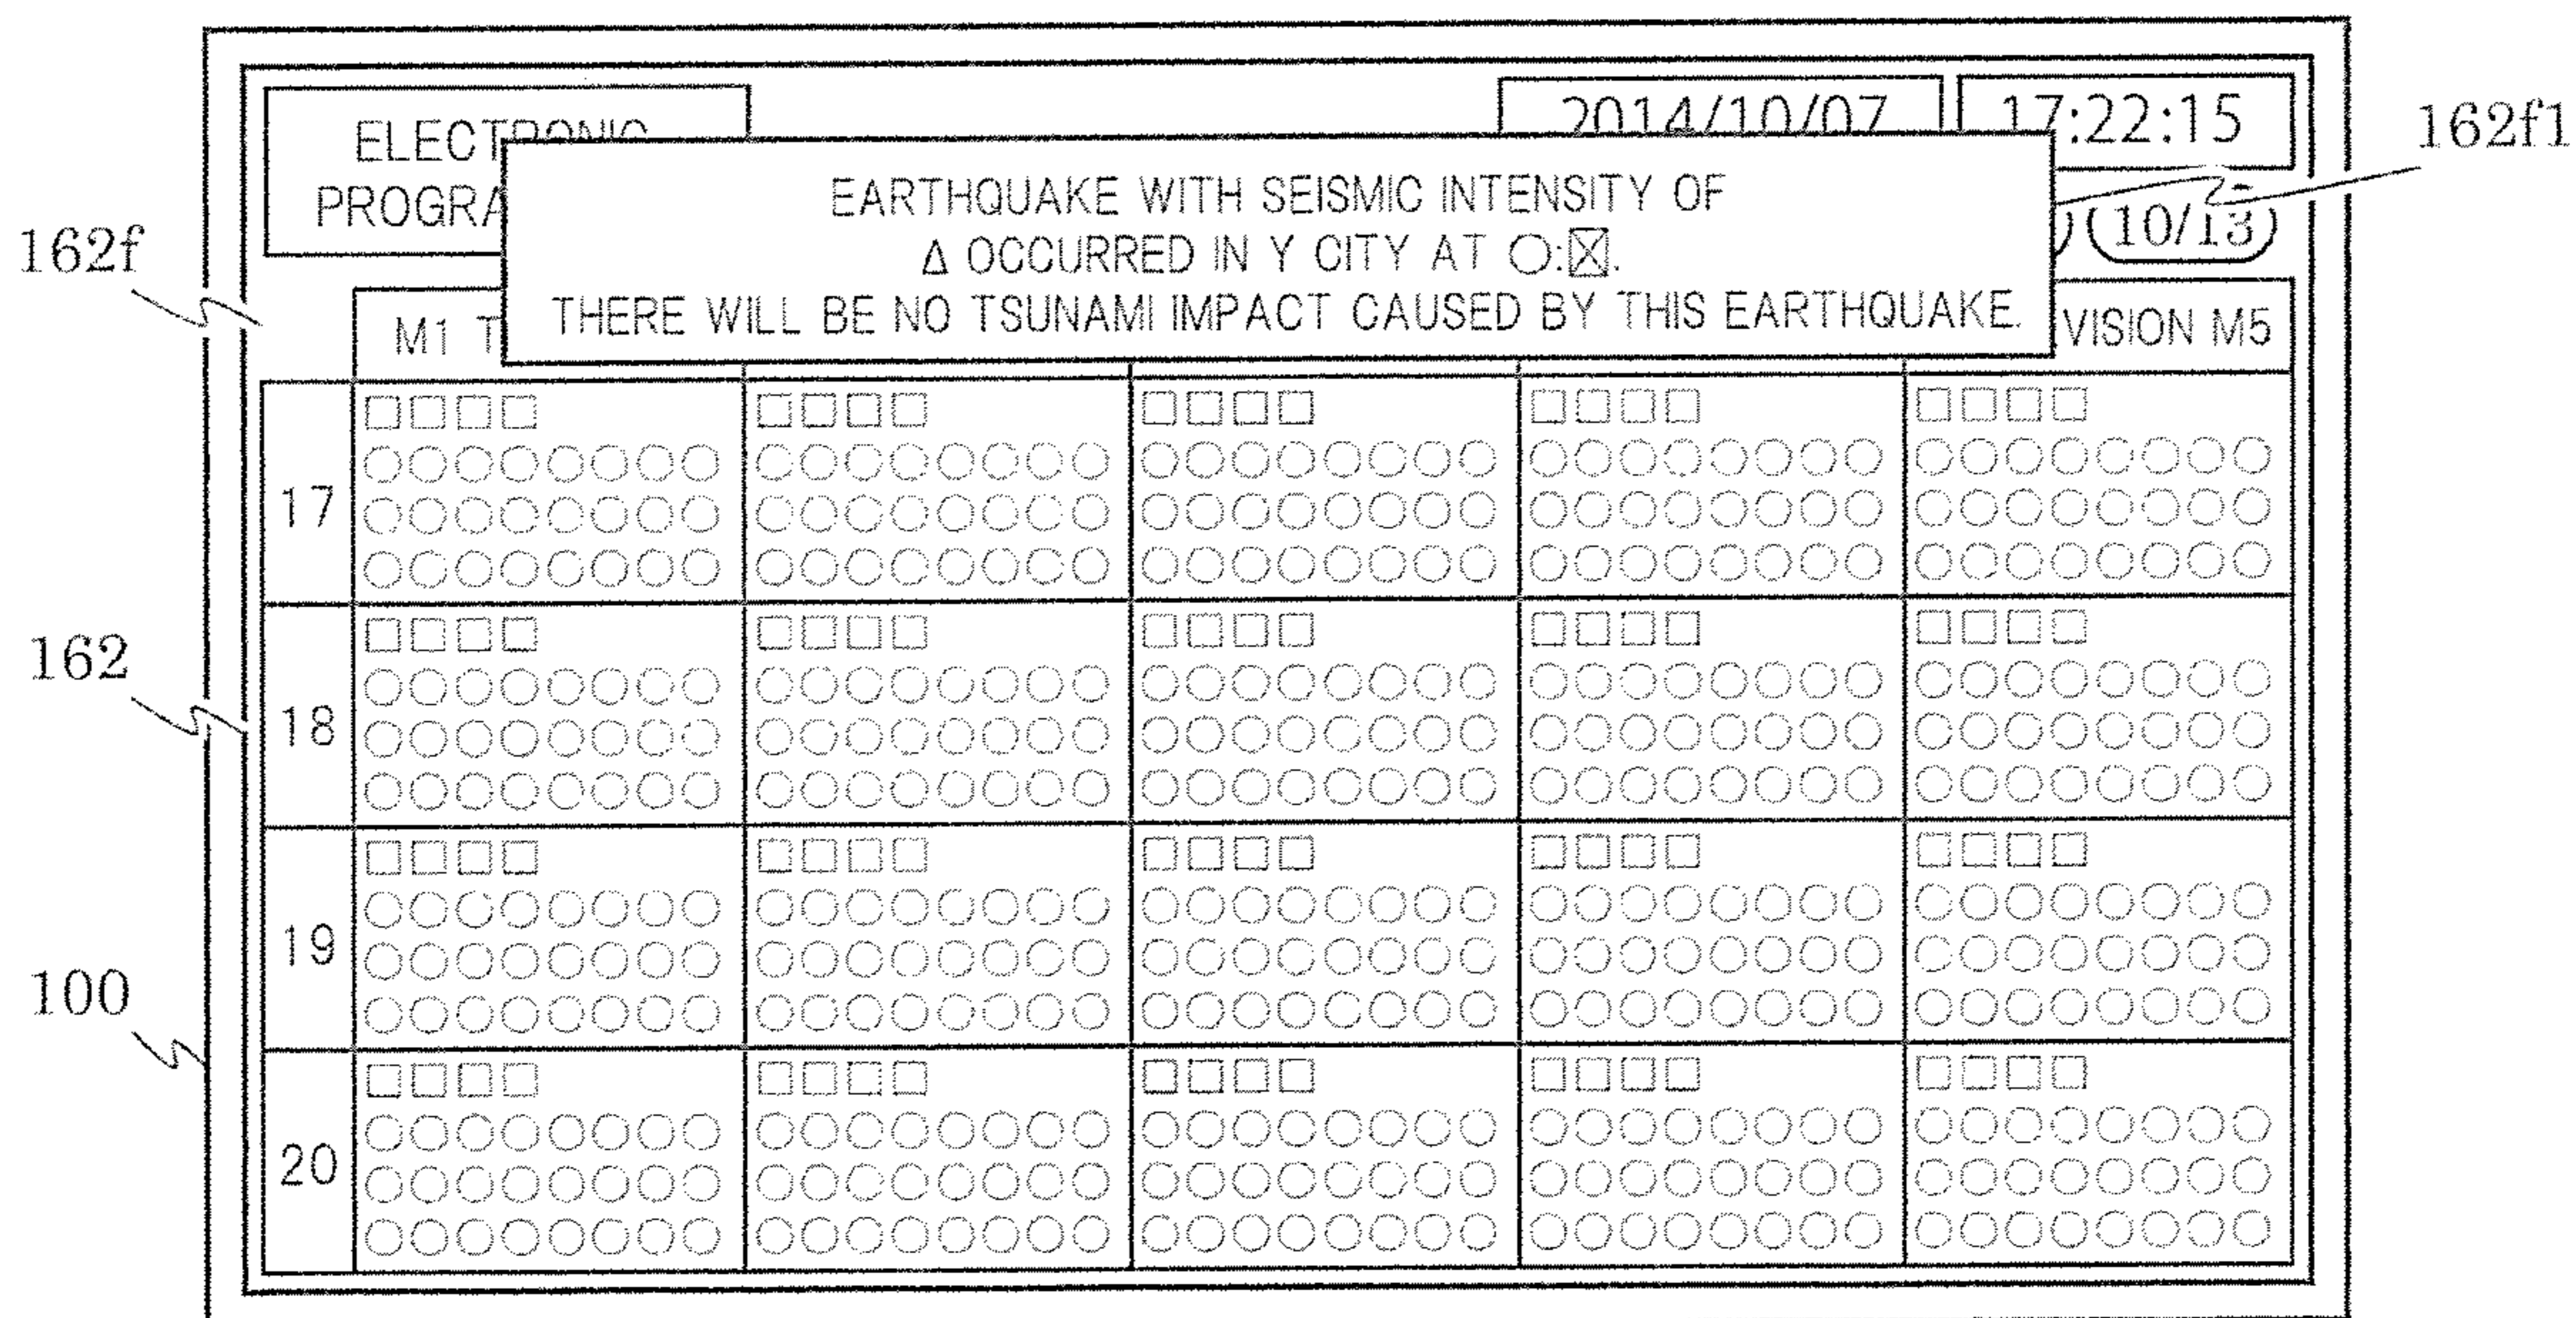 2014/10/07 17:22:15
162f1
ELECTRONIC
PROGRA
10/13
EARTHQUAKE WITH SEISMIC INTENSITY OF
Δ OCCURRED IN Y CITY AT ○:☒.
THERE WILL BE NO TSUNAMI IMPACT CAUSED BY THIS EARTHQUAKE.
162f
M1 T
VISION M5
□□□□ □□□□ □□□□ □□□□ □□□□
○○○○○○○○ ○○○○○○○○ ○○○○○○○○ ○○○○○○○○ ○○○○○○○○
17 ○○○○○○○○ ○○○○○○○○ ○○○○○○○○ ○○○○○○○○ ○○○○○○○○
○○○○○○○○ ○○○○○○○○ ○○○○○○○○ ○○○○○○○○ ○○○○○○○○
162
□□□□ □□□□ □□□□ □□□□ □□□□
○○○○○○○○ ○○○○○○○○ ○○○○○○○○ ○○○○○○○○ ○○○○○○○○
18 ○○○○○○○○ ○○○○○○○○ ○○○○○○○○ ○○○○○○○○ ○○○○○○○○
○○○○○○○○ ○○○○○○○○ ○○○○○○○○ ○○○○○○○○ ○○○○○○○○
□□□□ □□□□ □□□□ □□□□ □□□□
○○○○○○○○ ○○○○○○○○ ○○○○○○○○ ○○○○○○○○ ○○○○○○○○
19 ○○○○○○○○ ○○○○○○○○ ○○○○○○○○ ○○○○○○○○ ○○○○○○○○
○○○○○○○○ ○○○○○○○○ ○○○○○○○○ ○○○○○○○○ ○○○○○○○○
100
□□□□ □□□□ □□□□ □□□□ □□□□
○○○○○○○○ ○○○○○○○○ ○○○○○○○○ ○○○○○○○○ ○○○○○○○○
20 ○○○○○○○○ ○○○○○○○○ ○○○○○○○○ ○○○○○○○○ ○○○○○○○○
○○○○○○○○ ○○○○○○○○ ○○○○○○○○ ○○○○○○○○ ○○○○○○○○